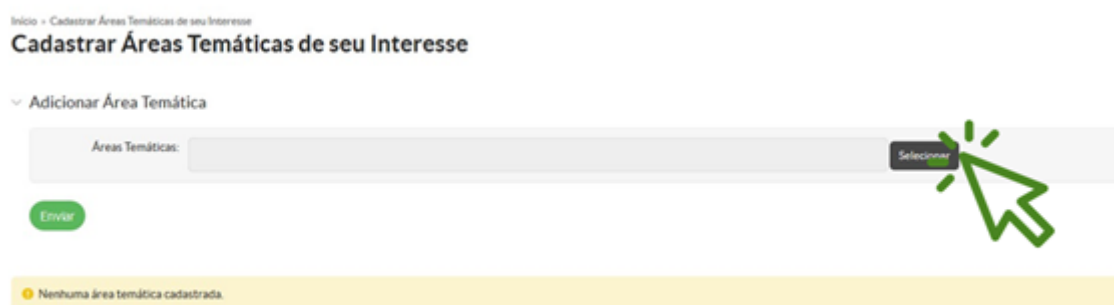 Início » Cadastrar Áreas Temáticas de seu Interesse
Cadastrar Áreas Temáticas de seu Interesse
Adicionar Área Temática
Áreas Temáticas:
Selecionar
Enviar
Nenhuma área temática cadastrada.